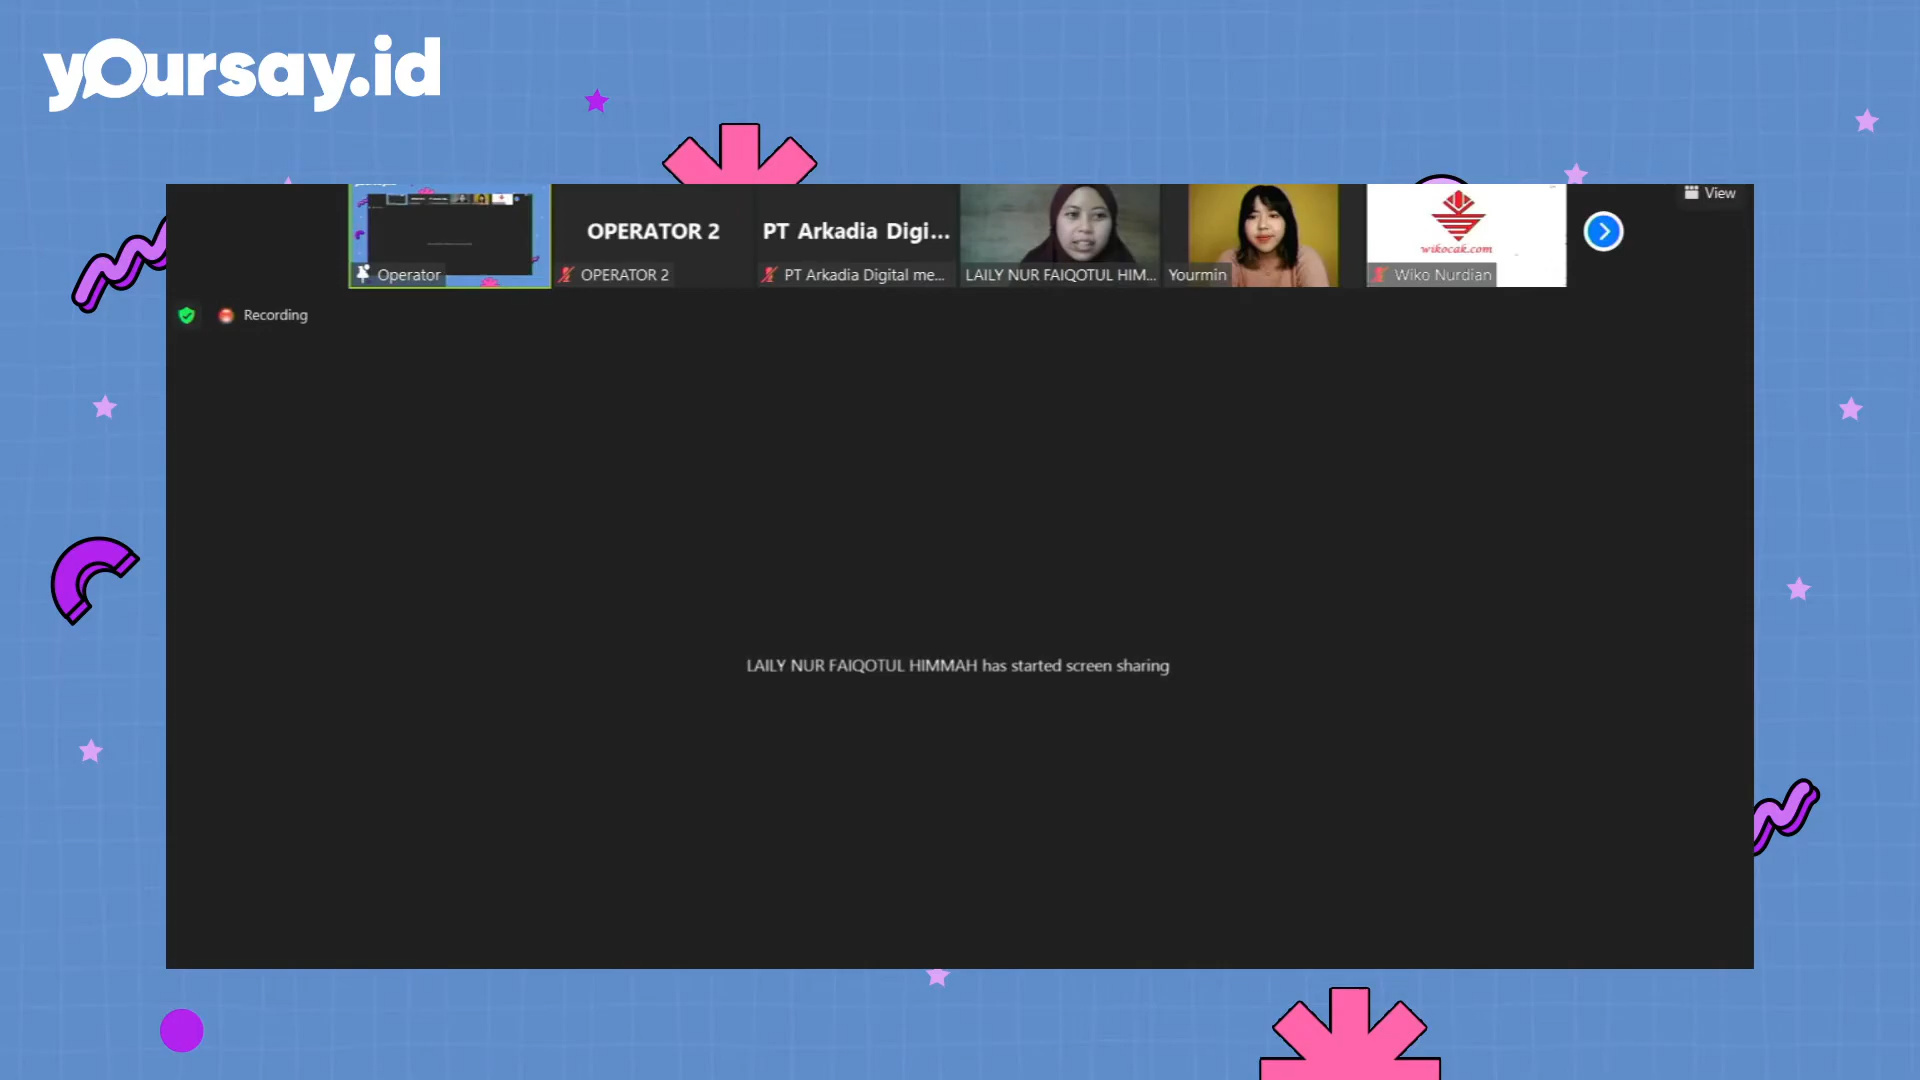 yoursay.id
View
OPERATOR 2
PT Arkadia Digi...
wikocak.com
Operator
OPERATOR 2
PT Arkadia Digital me...
LAILY NUR FAIQOTUL HIM...
Yourmin
Wiko Nurdian
Recording
LAILY NUR FAIQOTUL HIMMAH has started screen sharing